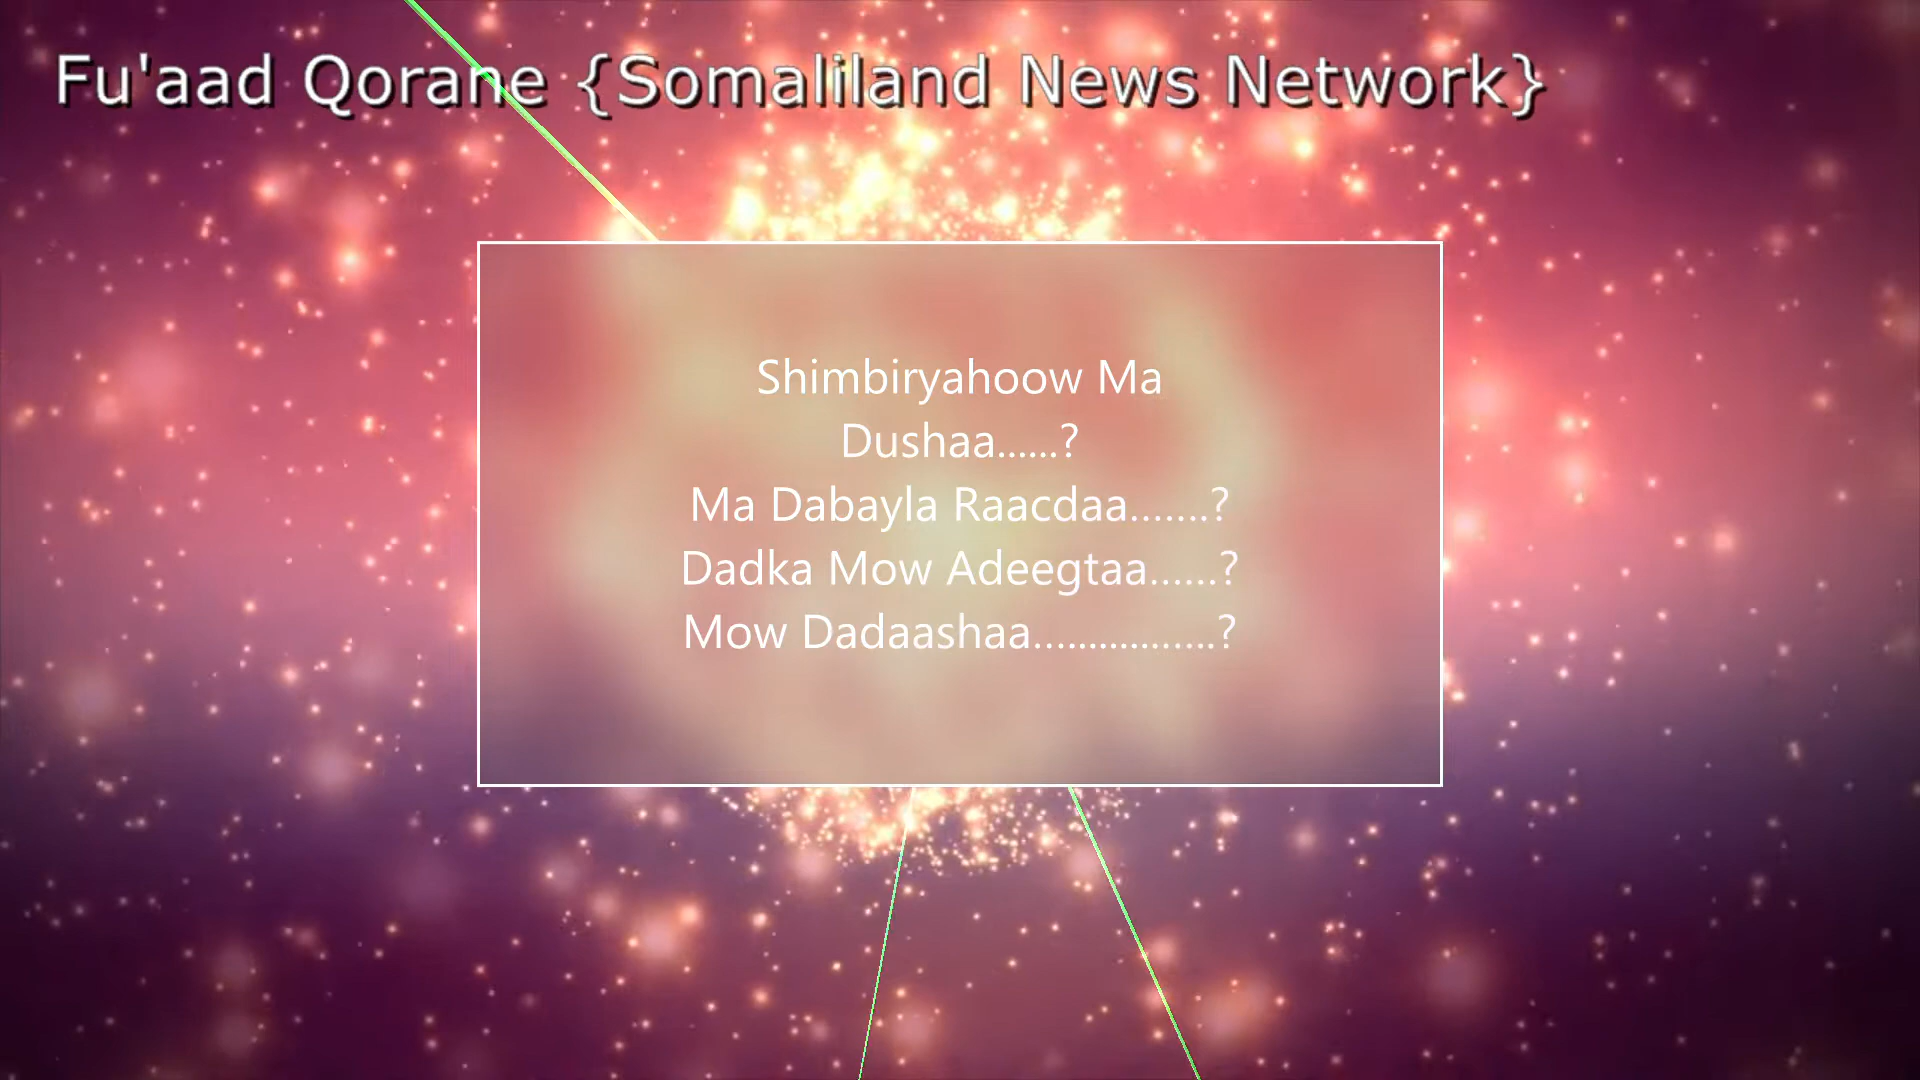 Fu'aad Qorane {Somaliland News Network}
Shimbiryahoow Ma
Dushaa......?
Ma Dabayla Raacdaa.......?
Dadka Mow Adeegtaa......?
Mow Dadaashaa................?